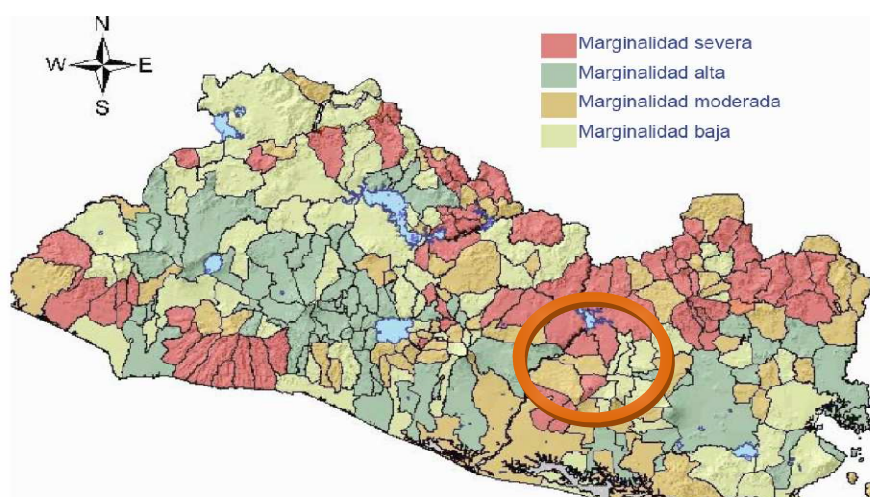 N
W E
S
Marginalidad severa
Marginalidad alta
Marginalidad moderada
Marginalidad baja